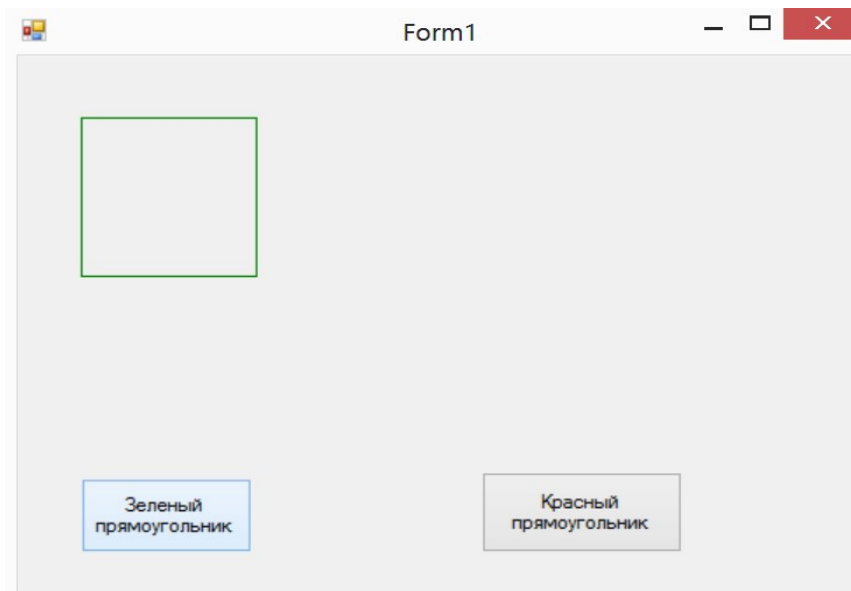 Form1
Зеленый
прямоугольник
Красный
прямоугольник